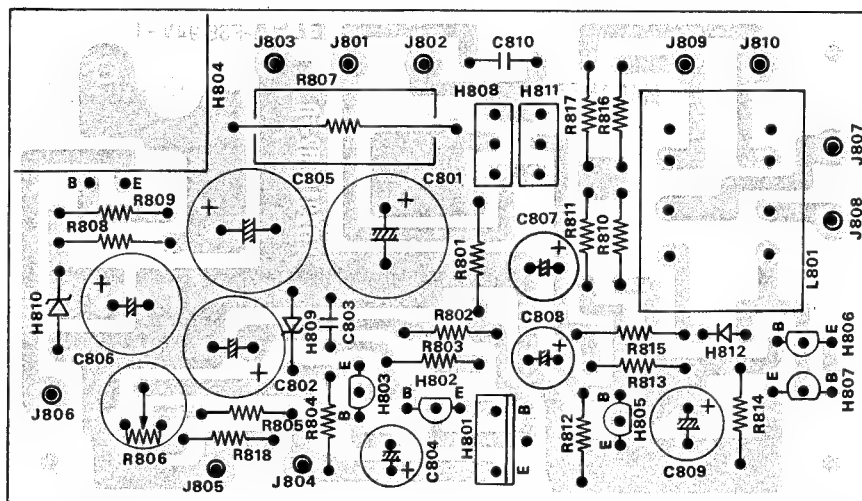 J803
J801
J802
C810
J809
J810
H804
R807
H808
H811
R817
R816
J807
B
E
R809
R808
C805
C801
C807
R811
R810
J808
R801
L801
H810
C806
H809
C803
R802
R803
C808
R815
R813
H812
B
E
H806
E
B
H807
C802
J806
R806
R805
R818
J805
J804
R804
E
H803
B
H802
B
E
C804
H801
B
E
R812
B
H805
E
C809
R814